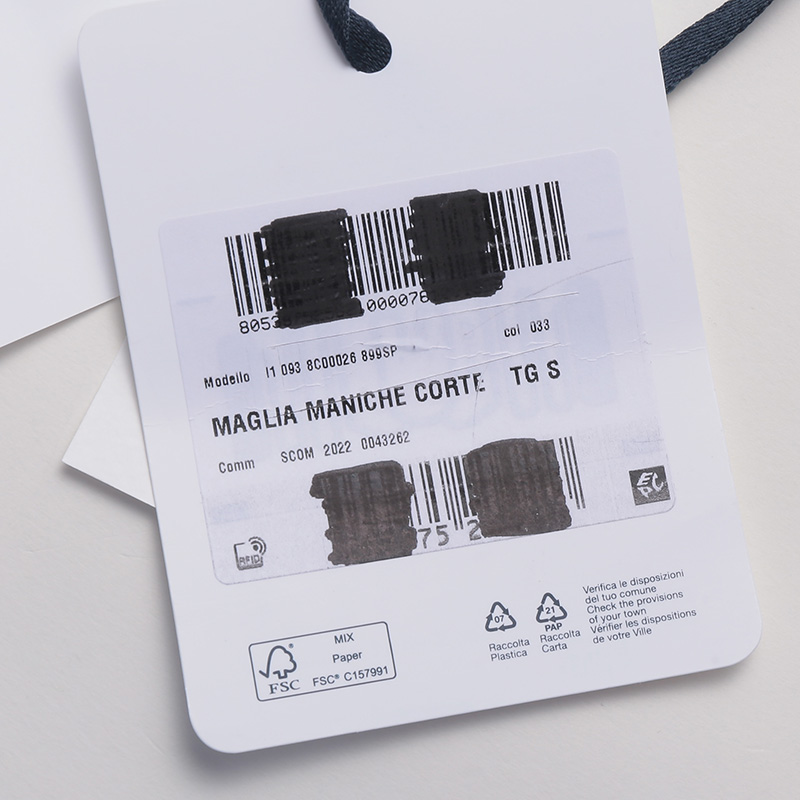 8053
000078
Modello I1 093 8C00026 899SP
col 033
MAGLIA MANICHE CORTE TG S
Comm SCOM 2022 0043262
75 2
RFID
EPC
FSC
MIX
Paper
FSC® C157991
07
Raccolta
Plastica
21
PAP
Raccolta
Carta
Verifica le disposizioni
del tuo comune
Check the provisions
of your town
Vérifier les dispositions
de votre Ville